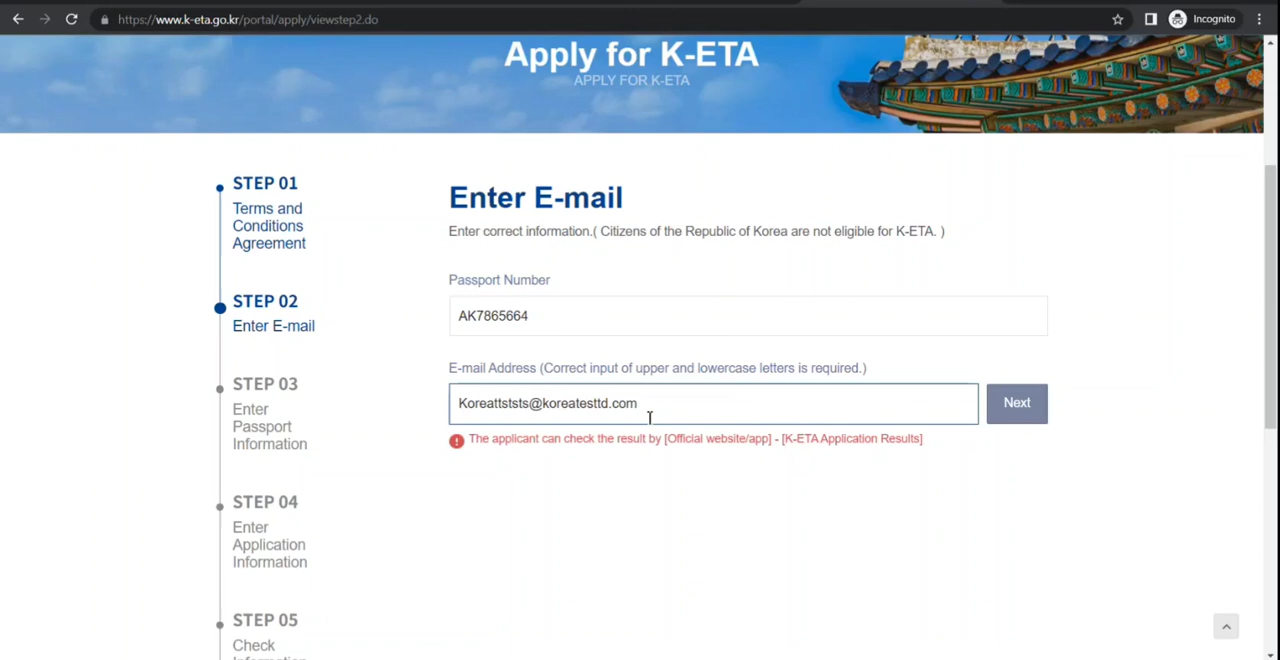 https://www.k-eta.go.kr/portal/apply/viewstep2.do
Incognito
Apply for K-ETA
APPLY FOR K-ETA
STEP 01
Terms and
Conditions
Agreement
STEP 02
Enter E-mail
STEP 03
Enter
Passport
Information
STEP 04
Enter
Application
Information
STEP 05
Check
Enter E-mail
Enter correct information.( Citizens of the Republic of Korea are not eligible for K-ETA. )
Passport Number
AK7865664
E-mail Address (Correct input of upper and lowercase letters is required.)
Koreattststs@koreatesttd.com
Next
The applicant can check the result by [Official website/app] - [K-ETA Application Results]